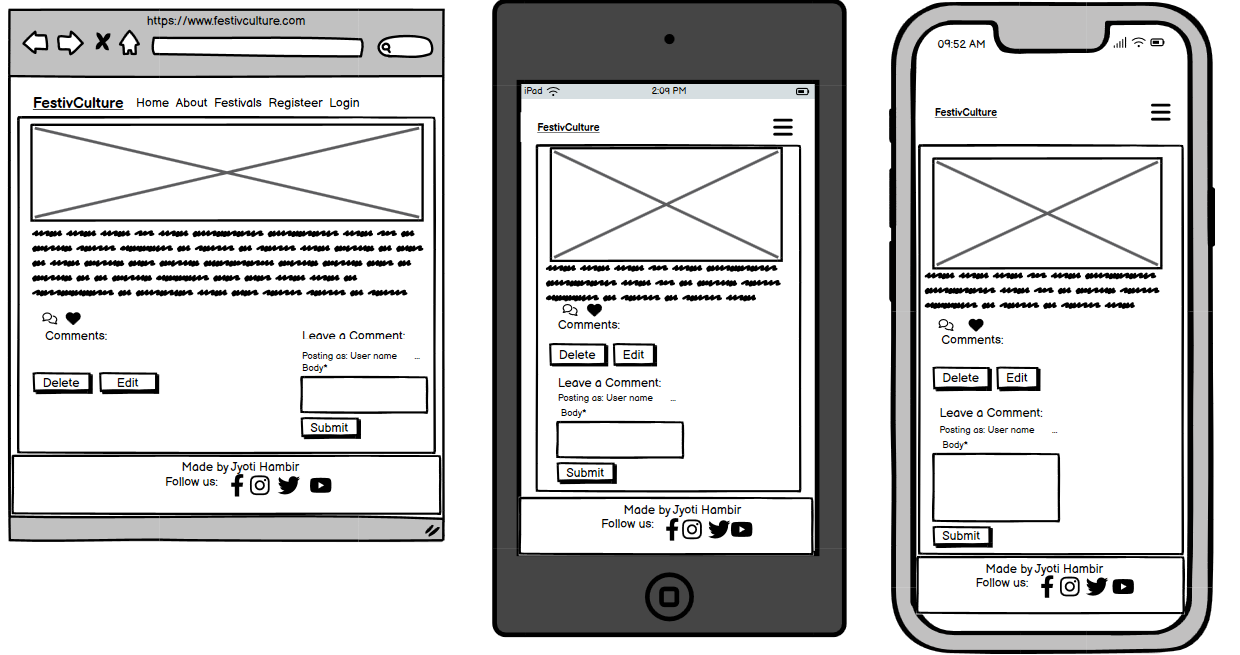 https://www.festivculture.com
FestivCulture Home About Festivals Registeer Login
Comments:
Leave a Comment:
Posting as: User name ...
Body*
Delete Edit
Submit
Made by Jyoti Hambir
Follow us:
iPad 2:09 PM
FestivCulture
Comments:
Delete Edit
Leave a Comment:
Posting as: User name ...
Body*
Submit
Made by Jyoti Hambir
Follow us:
09:52 AM
FestivCulture
Comments:
Delete Edit
Leave a Comment:
Posting as: User name ...
Body*
Submit
Made by Jyoti Hambir
Follow us: